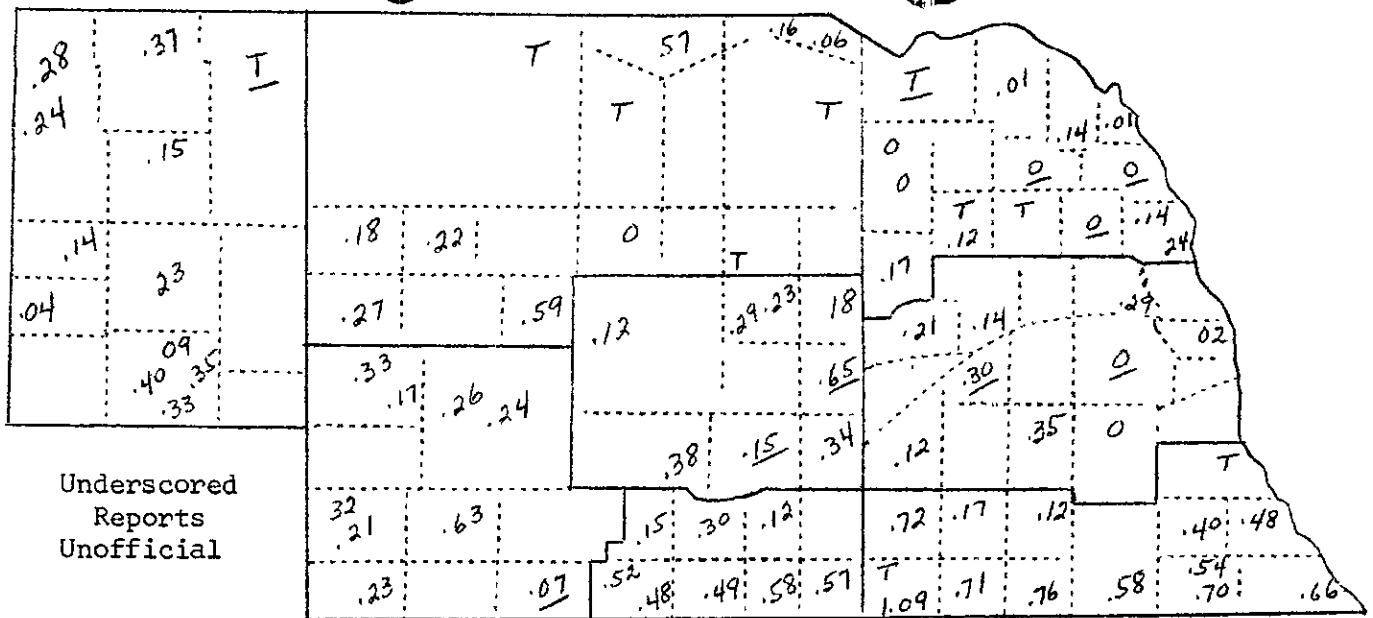 .37 T 57 .16 .06
.28 T T .01
.24 T T .14 .01
.15 0
0 0 0
T T .14
.14 .18 .22 0 .12 0 24
23 T .17
.04 .27 .59 .12 .29 .23 18 .21 .14 .29 02
09 .33 .65 .30 0
.40 .35 .17 .26
.33 .24 .38 .15 .34 .12 .35 0
Underscored T
Reports 32 .63 .15 .30 .12 .72 .17 .12 .40 .48
Unofficial .21
.52 T .54
.23 .07 .48 .49 .58 .57 1.09 .71 .76 .58 .70 .66